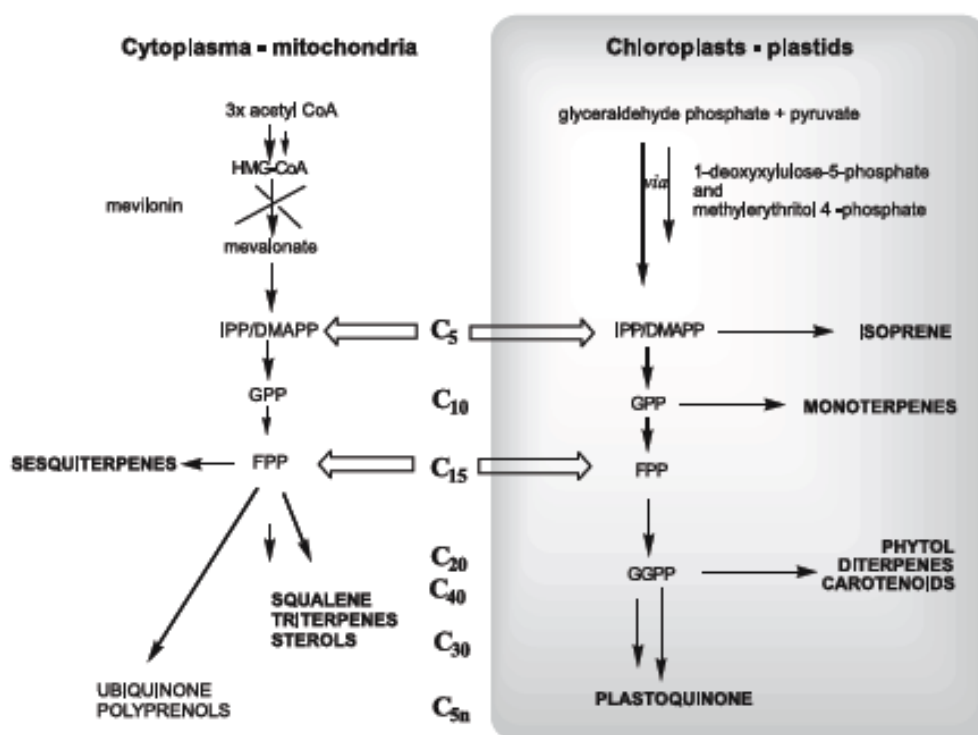 Cytoplasma - mitochondria
3x acetyl CoA
HMG-CoA
mevilonin
mevalonate
IPP/DMAPP
GPP
SESQUITERPENES
FPP
SQUALENE
TRITERPENES
STEROLS
UBIQUINONE
POLYPRENOLS
C5
C10
C15
C20
C40
C30
C5n
Chloroplasts - plastids
glyceraldehyde phosphate + pyruvate
via
1-deoxyxylulose-5-phosphate
and
methylerythritol 4 -phosphate
IPP/DMAPP
ISOPRENE
GPP
MONOTERPENES
FPP
GGPP
PHYTOL
DITERPENES
CAROTENOIDS
PLASTOQUINONE